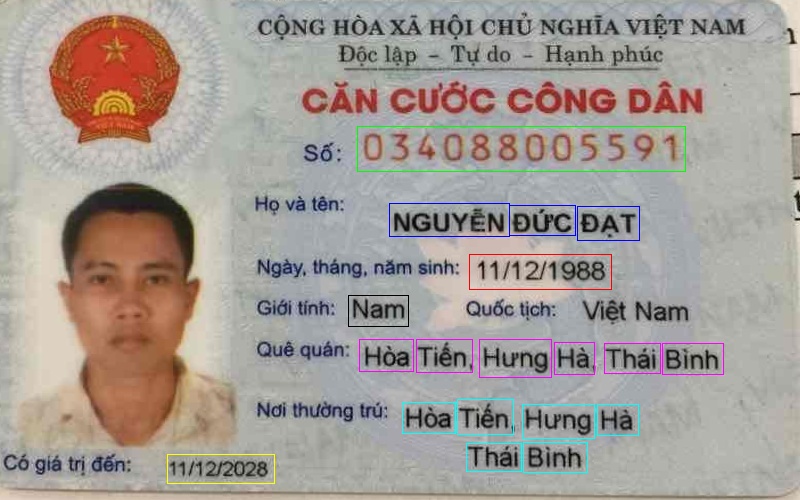 CỘNG HÒA XÃ HỘI CHỦ NGHĨA VIỆT NAM
Độc lập – Tự do – Hạnh phúc
CĂN CƯỚC CÔNG DÂN
Số: 034088005591
Họ và tên:
NGUYỄN ĐỨC ĐẠT
Ngày, tháng, năm sinh: 11/12/1988
Giới tính: Nam Quốc tịch: Việt Nam
Quê quán: Hòa Tiến, Hưng Hà, Thái Bình
Nơi thường trú: Hòa Tiến, Hưng Hà
Thái Bình
Có giá trị đến: 11/12/2028